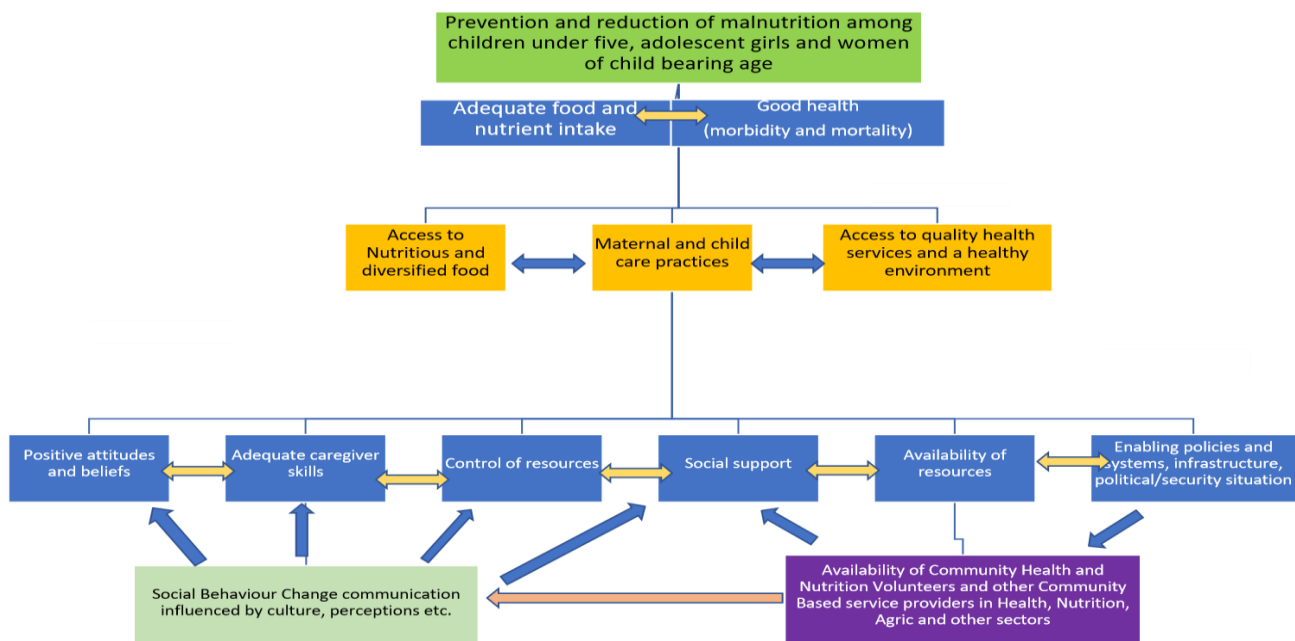 Prevention and reduction of malnutrition among
children under five, adolescent girls and women
of child bearing age
Adequate food and
nutrient intake
Good health
(morbidity and mortality)
Access to
Nutritious and
diversified food
Maternal and child
care practices
Access to quality health
services and a healthy
environment
Positive attitudes
and beliefs
Adequate caregiver
skills
Control of resources
Social support
Availability of
resources
Enabling policies and
systems, infrastructure,
political/security situation
Social Behaviour Change communication
influenced by culture, perceptions etc.
Availability of Community Health and
Nutrition Volunteers and other Community
Based service providers in Health, Nutrition,
Agric and other sectors